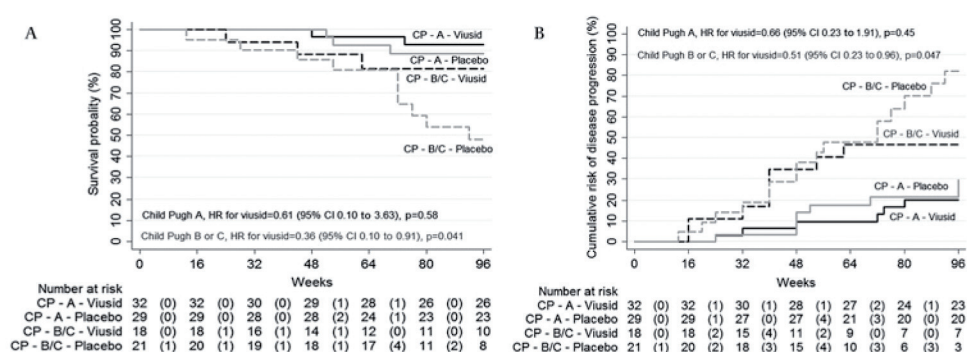 A
Survival probality (%)
100
90
80
70
60
50
40
30
20
10
0
CP - A - Viusid
CP - A - Placebo
CP - B/C - Viusid
CP - B/C - Placebo
Child Pugh A, HR for viusid=0.61 (95% CI 0.10 to 3.63), p=0.58
Child Pugh B or C, HR for viusid=0.36 (95% CI 0.10 to 0.91), p=0.041
0 16 32 48 64 80 96
Weeks
Number at risk
CP - A - Viusid 32 (0) 32 (0) 30 (0) 29 (1) 28 (1) 26 (0) 26
CP - A - Placebo 29 (0) 29 (0) 28 (0) 28 (2) 24 (1) 23 (0) 23
CP - B/C - Viusid 18 (0) 18 (1) 16 (1) 14 (1) 12 (0) 11 (0) 10
CP - B/C - Placebo 21 (1) 20 (1) 19 (1) 18 (1) 17 (4) 11 (2) 8
B
Cumulative risk of disease progression (%)
100
90
80
70
60
50
40
30
20
10
0
Child Pugh A, HR for viusid=0.66 (95% CI 0.23 to 1.91), p=0.45
Child Pugh B or C, HR for viusid=0.51 (95% CI 0.23 to 0.96), p=0.047
CP - B/C - Placebo
CP - B/C - Viusid
CP - A - Placebo
CP - A - Viusid
0 16 32 48 64 80 96
Weeks
Number at risk
CP - A - Viusid 32 (0) 32 (1) 30 (1) 28 (1) 27 (2) 24 (1) 23
CP - A - Placebo 29 (0) 29 (1) 27 (0) 27 (4) 21 (3) 20 (0) 20
CP - B/C - Viusid 18 (0) 18 (2) 15 (4) 11 (2) 9 (0) 7 (0) 7
CP - B/C - Placebo 21 (1) 20 (2) 18 (3) 15 (4) 10 (3) 6 (3) 3